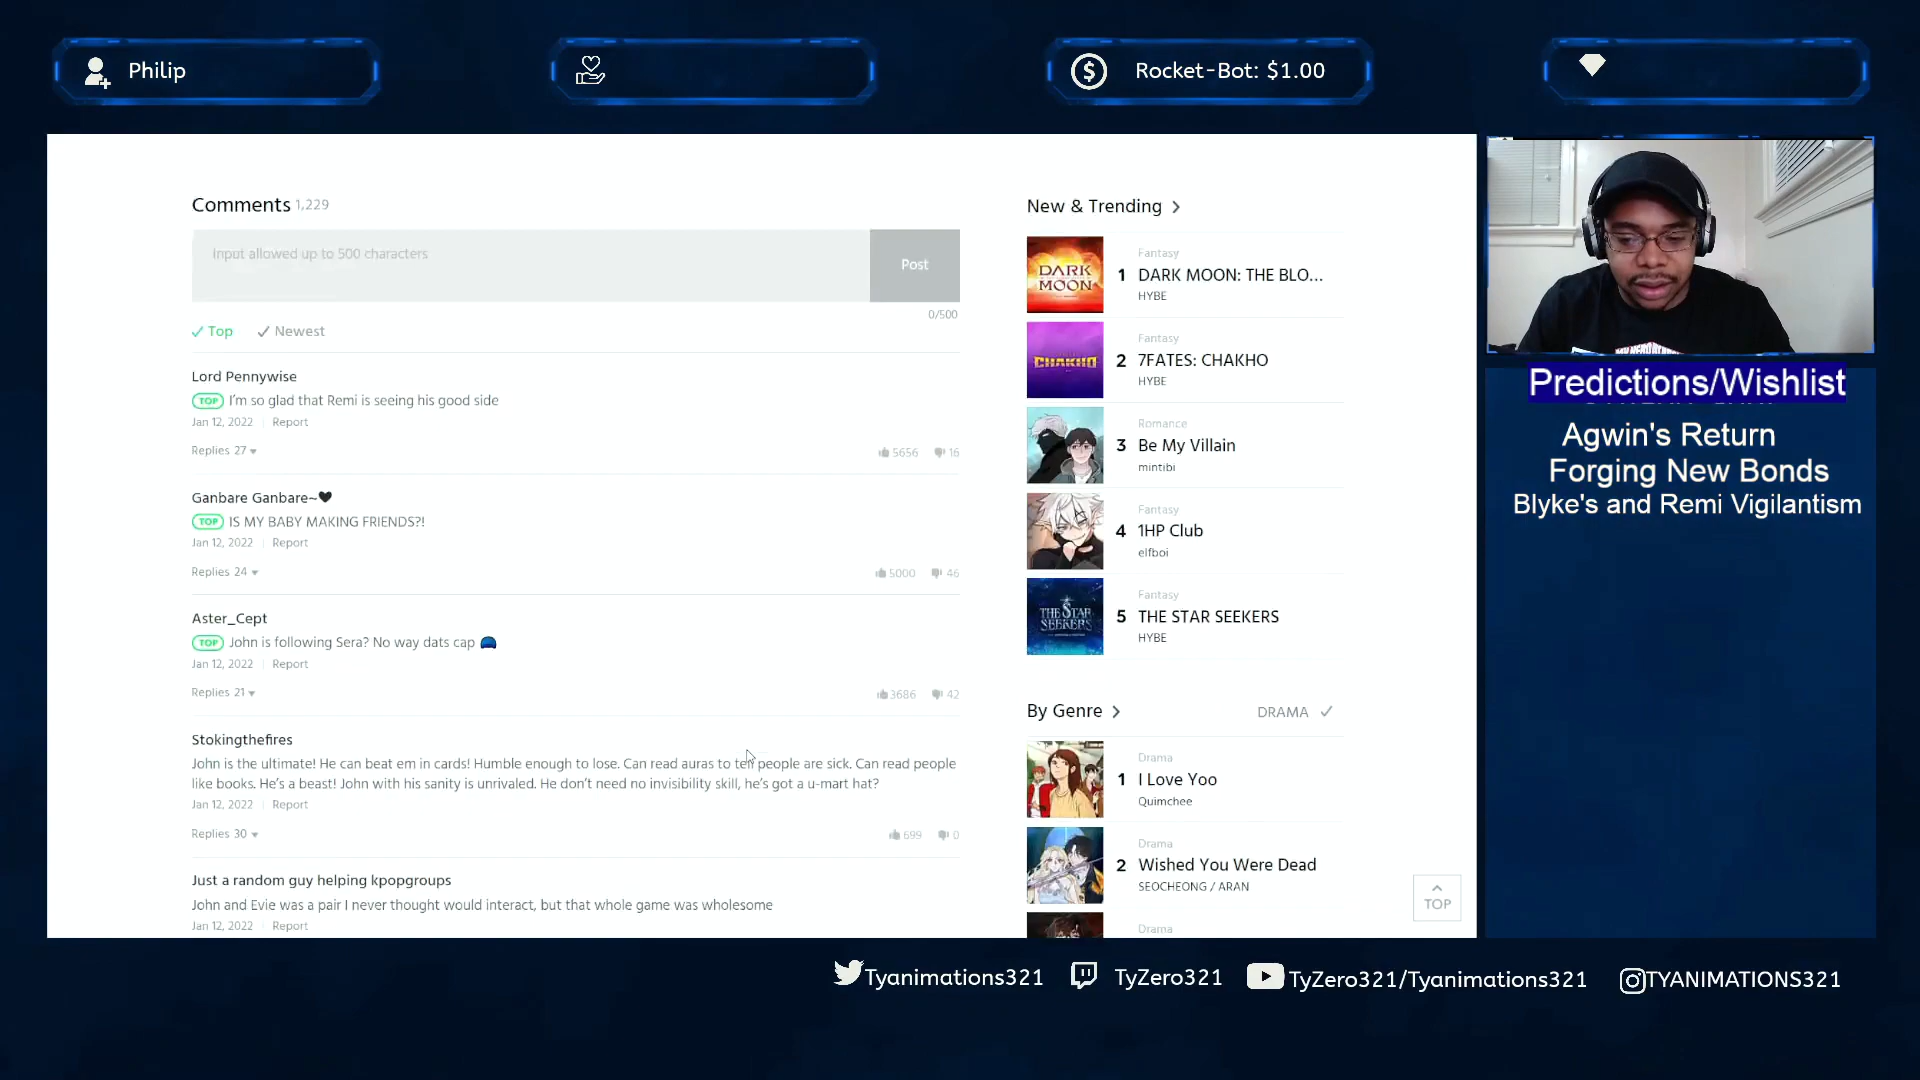 Philip
Rocket-Bot: $1.00
Comments 1,229
Input allowed up to 500 characters
Post
0/500
Top
Newest
Lord Pennywise
TOP I'm so glad that Remi is seeing his good side
Jan 12, 2022 | Report
Replies 27
5656 16
Ganbare Ganbare~🖤
TOP IS MY BABY MAKING FRIENDS?!
Jan 12, 2022 | Report
Replies 24
5000 46
Aster_Cept
TOP John is following Sera? No way dats cap 🧢
Jan 12, 2022 | Report
Replies 21
3686 42
Stokingthefires
John is the ultimate! He can beat em in cards! Humble enough to lose. Can read auras to tell people are sick. Can read people
like books. He's a beast! John with his sanity is unrivaled. He don't need no invisibility skill, he's got a u-mart hat?
Jan 12, 2022 | Report
Replies 30
699 0
Just a random guy helping kpopgroups
John and Evie was a pair I never thought would interact, but that whole game was wholesome
Jan 12, 2022 | Report
New & Trending
DARK
MOON
Fantasy
1 DARK MOON: THE BLO...
HYBE
CHAKHO
Fantasy
2 7FATES: CHAKHO
HYBE
Romance
3 Be My Villain
mintibi
Fantasy
4 1HP Club
elfboi
THE STAR
SEEKERS
Fantasy
5 THE STAR SEEKERS
HYBE
By Genre
DRAMA
Drama
1 I Love Yoo
Quimchee
Drama
2 Wished You Were Dead
SEOCHEONG / ARAN
Drama
TOP
Predictions/Wishlist
Agwin's Return
Forging New Bonds
Blyke's and Remi Vigilantism
Tyanimations321
TyZero321
TyZero321/Tyanimations321
TYANIMATIONS321